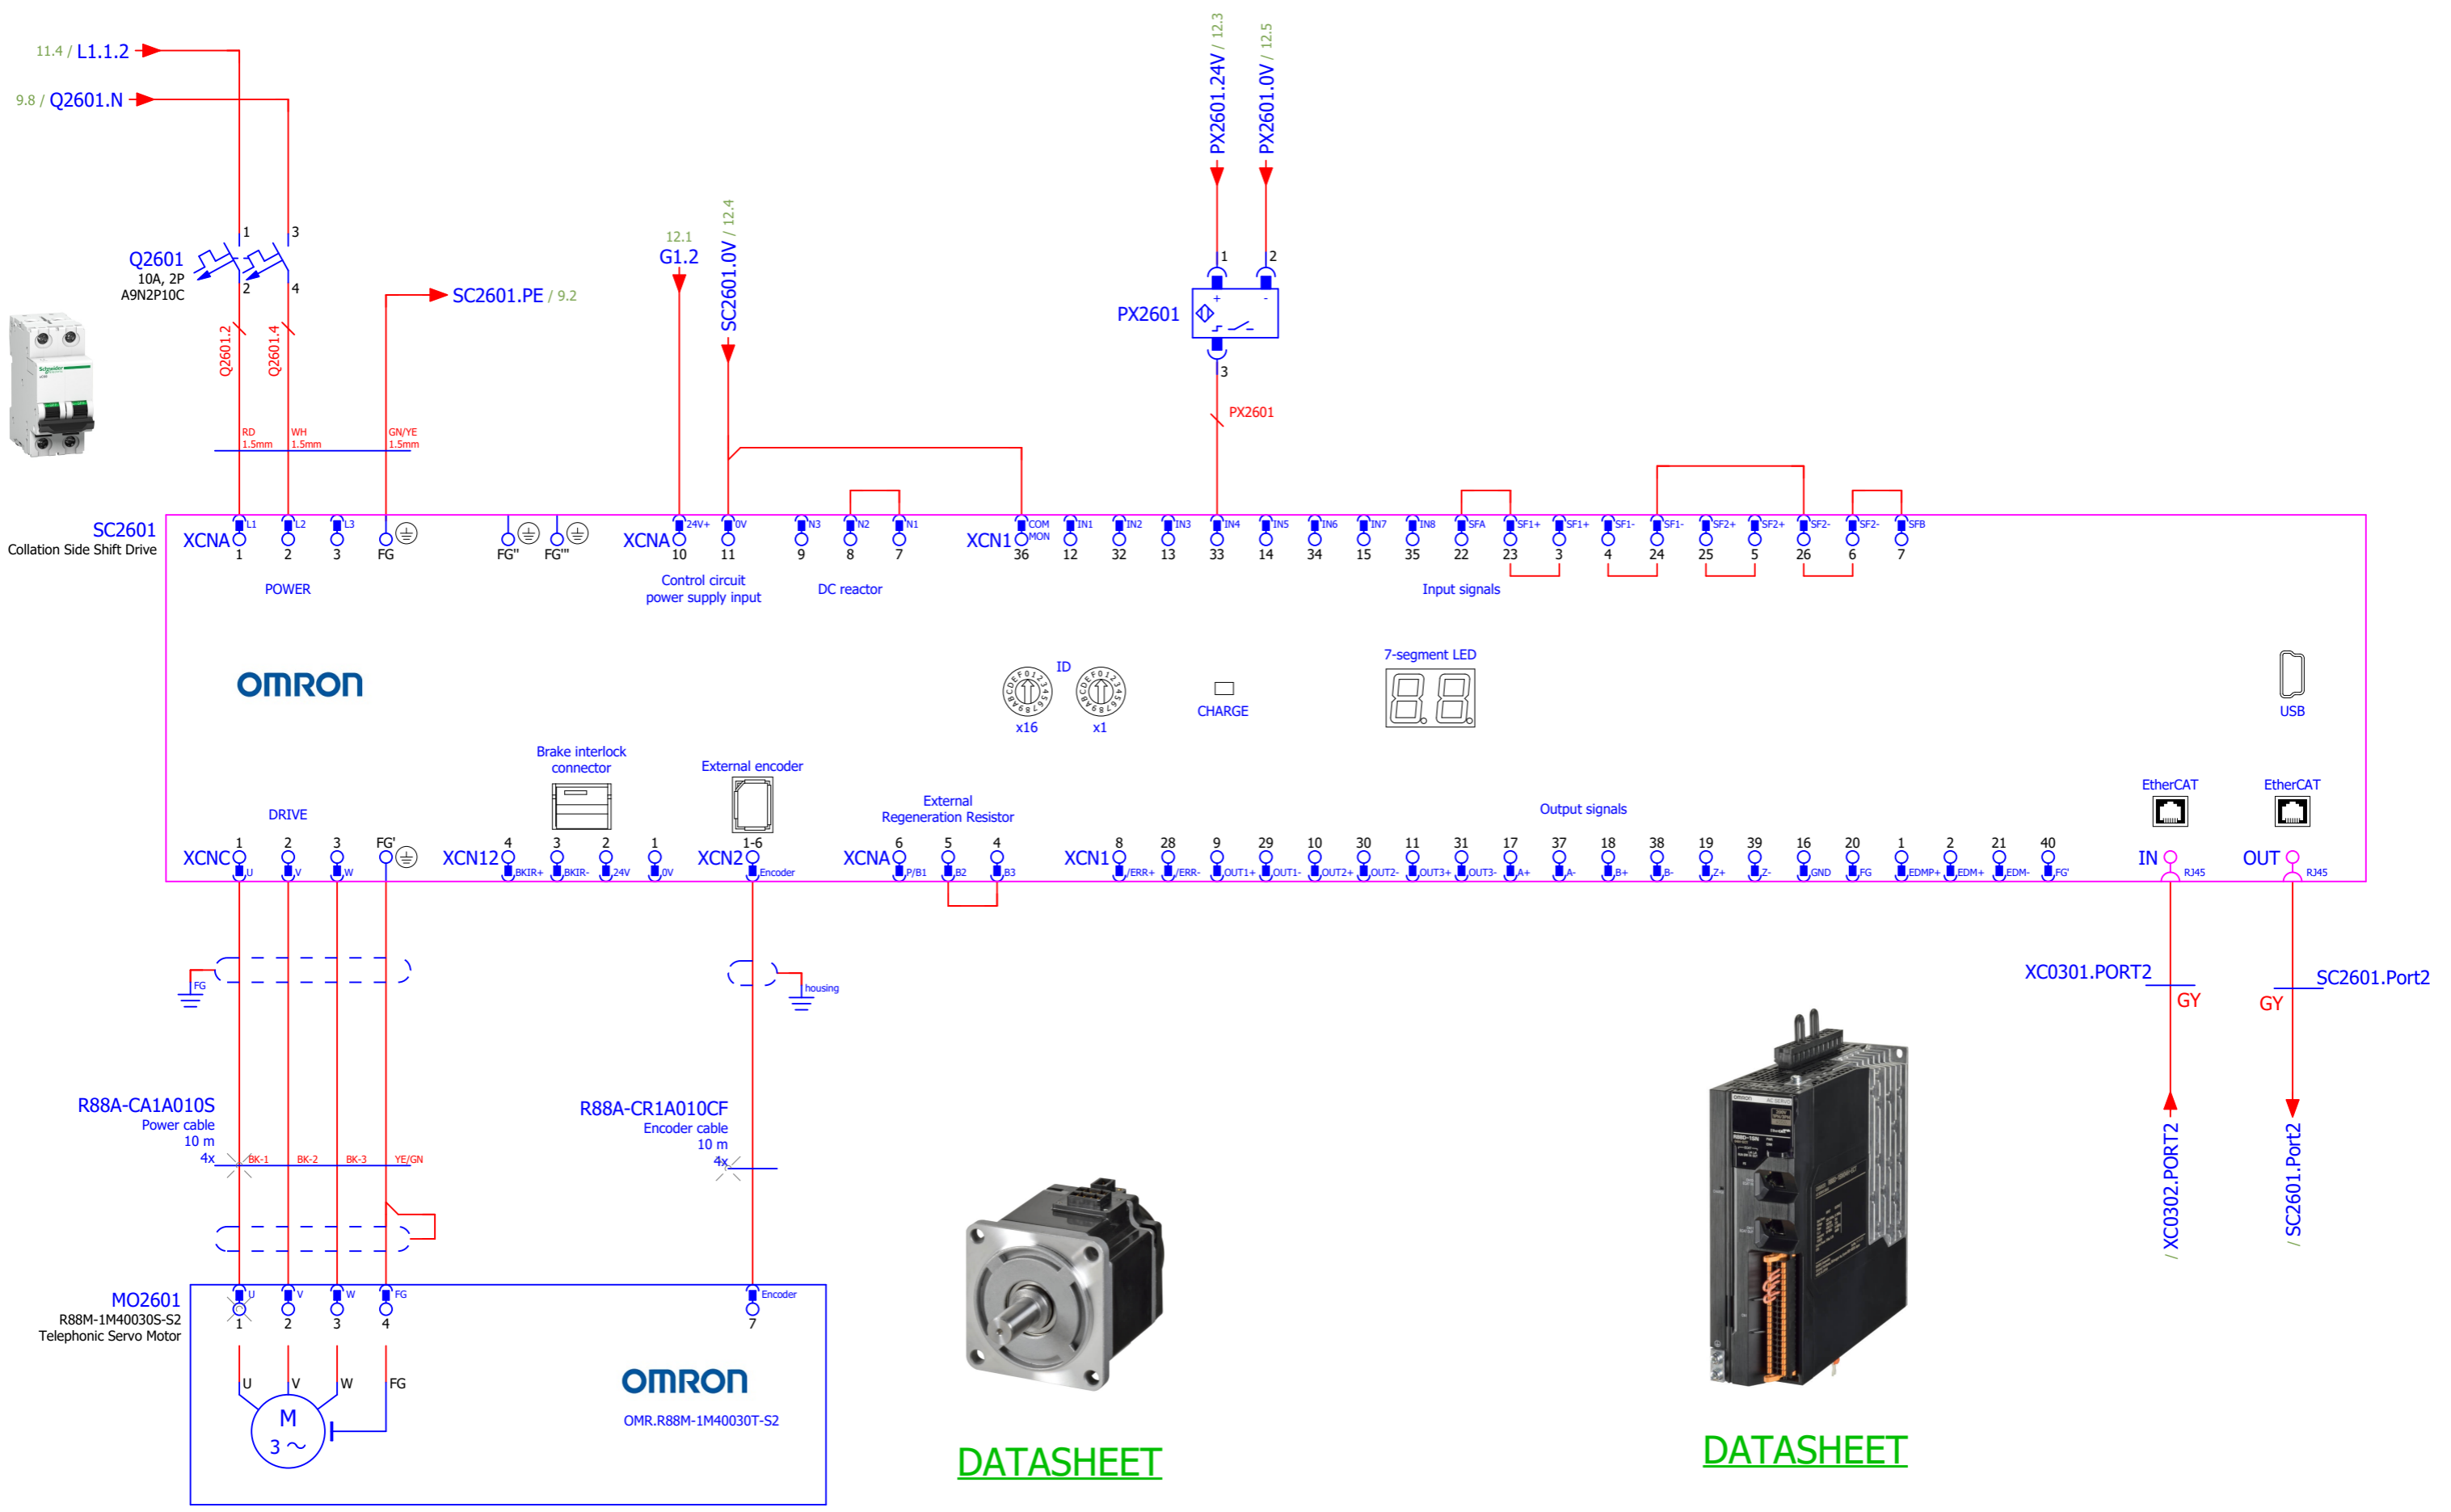 11.4 / L1.1.2
9.8 / Q2601.N
PX2601.24V / 12.3
PX2601.0V / 12.5
1
3
Q2601
10A, 2P
A9N2P10C
2
4
SC2601.PE / 9.2
12.1
G1.2
SC2601.0V / 12.4
1
2
+
-
PX2601
3
PX2601
Q2601.2
Q2601.4
Schneider
RD
1.5mm
WH
1.5mm
GN/YE
1.5mm
SC2601
Collation Side Shift Drive
XCNA
L1
L2
L3
1
2
3
FG
FG''
FG'''
POWER
XCNA
24V+
0V
N3
N2
N1
10
11
9
8
7
Control circuit
power supply input
DC reactor
XCN1
COM
MON
IN1
IN2
IN3
IN4
IN5
IN6
IN7
IN8
SFA
SF1+
SF1+
SF1-
SF1-
SF2+
SF2+
SF2-
SF2-
SFB
36
12
32
13
33
14
34
15
35
22
23
3
4
24
25
5
26
6
7
Input signals
OMRON
ID
0123456789ABCDEF
0123456789ABCDEF
x16
x1
CHARGE
7-segment LED
USB
Brake interlock
connector
External encoder
External
Regeneration Resistor
Output signals
EtherCAT
EtherCAT
DRIVE
XCNC
1
2
3
FG'
U
V
W
XCN12
4
3
2
1
BKIR+
BKIR-
24V
0V
XCN2
1-6
Encoder
XCNA
6
5
4
P/B1
B2
B3
XCN1
8
28
9
29
10
30
11
31
17
37
18
38
19
39
16
20
1
2
21
40
/ERR+
/ERR-
OUT1+
OUT1-
OUT2+
OUT2-
OUT3+
OUT3-
A+
A-
B+
B-
Z+
Z-
GND
FG
EDMP+
EDM+
EDM-
FG'
IN
RJ45
OUT
RJ45
FG
housing
XC0301.PORT2
GY
SC2601.Port2
GY
R88A-CA1A010S
Power cable
10 m
4x
BK-1
BK-2
BK-3
YE/GN
R88A-CR1A010CF
Encoder cable
10 m
4x
/ XC0302.PORT2
/ SC2601.Port2
MO2601
R88M-1M40030S-S2
Telephonic Servo Motor
U
V
W
FG
Encoder
1
2
3
4
7
U
V
W
FG
M
3
OMRON
OMR.R88M-1M40030T-S2
OMRON
AC SERVO
DATASHEET
DATASHEET